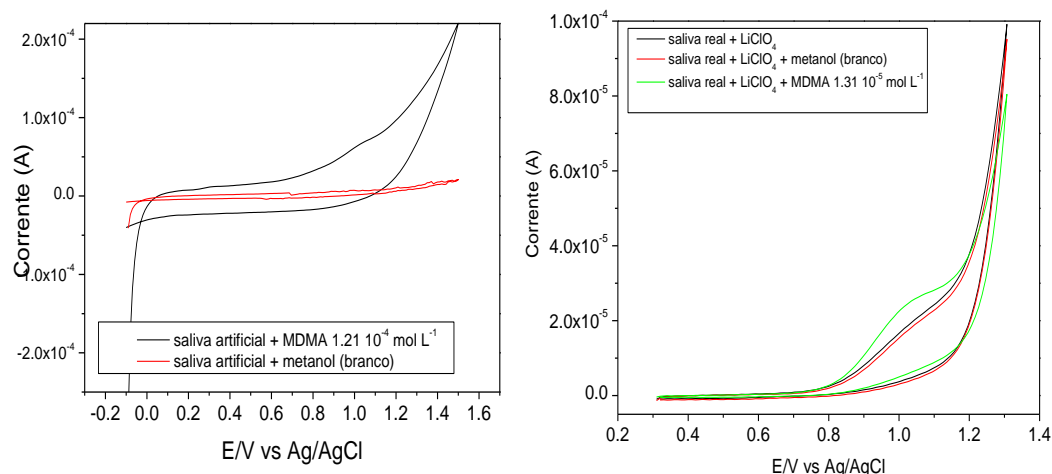 2.0x10-4
1.0x10-4
0.0
-1.0x10-4
-2.0x10-4
Corrente (A)
saliva artificial + MDMA 1.21 10-4 mol L-1
saliva artificial + metanol (branco)
-0.2 0.0 0.2 0.4 0.6 0.8 1.0 1.2 1.4 1.6
E/V vs Ag/AgCl
1.0x10-4
8.0x10-5
6.0x10-5
4.0x10-5
2.0x10-5
0.0
Corrente (A)
saliva real + LiClO4
saliva real + LiClO4 + metanol (branco)
saliva real + LiClO4 + MDMA 1.31 10-5 mol L-1
0.2 0.4 0.6 0.8 1.0 1.2 1.4
E/V vs Ag/AgCl